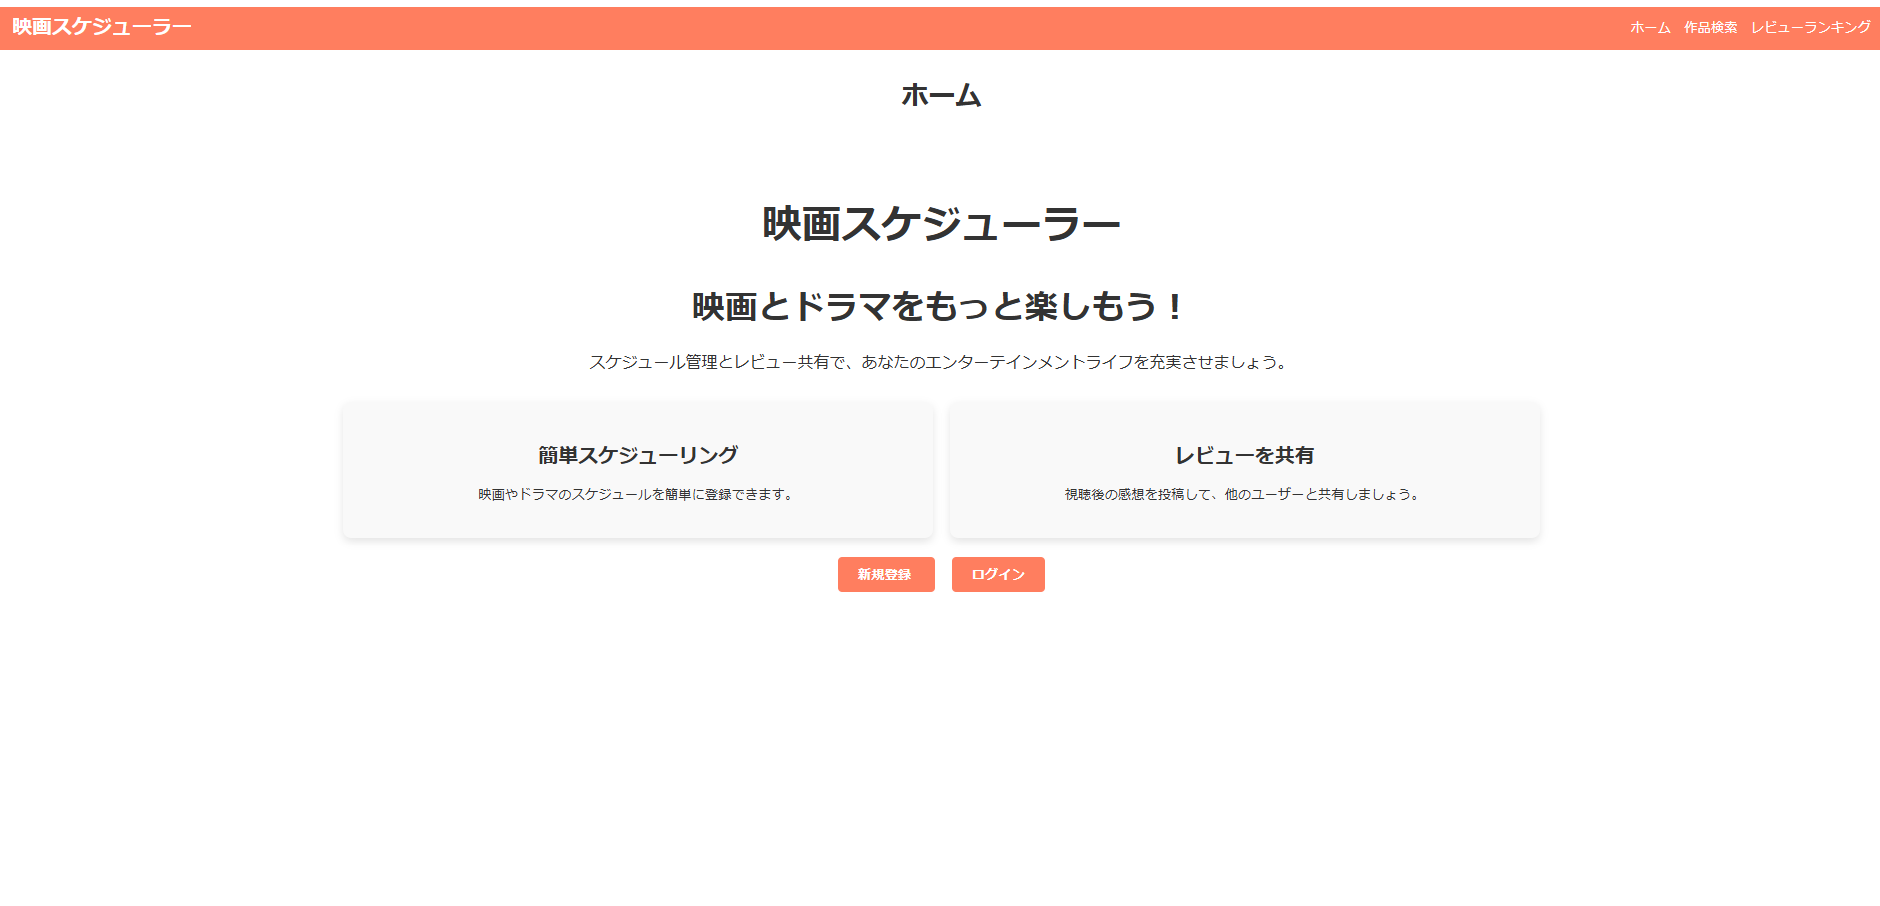 映画スケジューラー
ホーム 作品検索 レビューランキング
ホーム
映画スケジューラー
映画とドラマをもっと楽しもう！
スケジュール管理とレビュー共有で、あなたのエンターテインメントライフを充実させましょう。
簡単スケジューリング
映画やドラマのスケジュールを簡単に登録できます。
レビューを共有
視聴後の感想を投稿して、他のユーザーと共有しましょう。
新規登録 ログイン